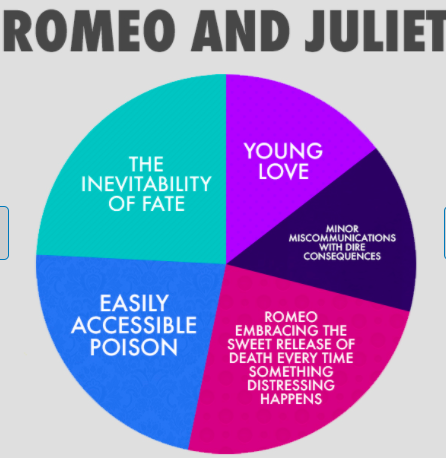 ROMEO AND JULIET
YOUNG
LOVE
THE
INEVITABILITY
OF FATE
MINOR
MISCOMMUNICATIONS
WITH DIRE
CONSEQUENCES
EASILY
ACCESSIBLE
POISON
ROMEO
EMBRACING THE
SWEET RELEASE OF
DEATH EVERY TIME
SOMETHING
DISTRESSING
HAPPENS